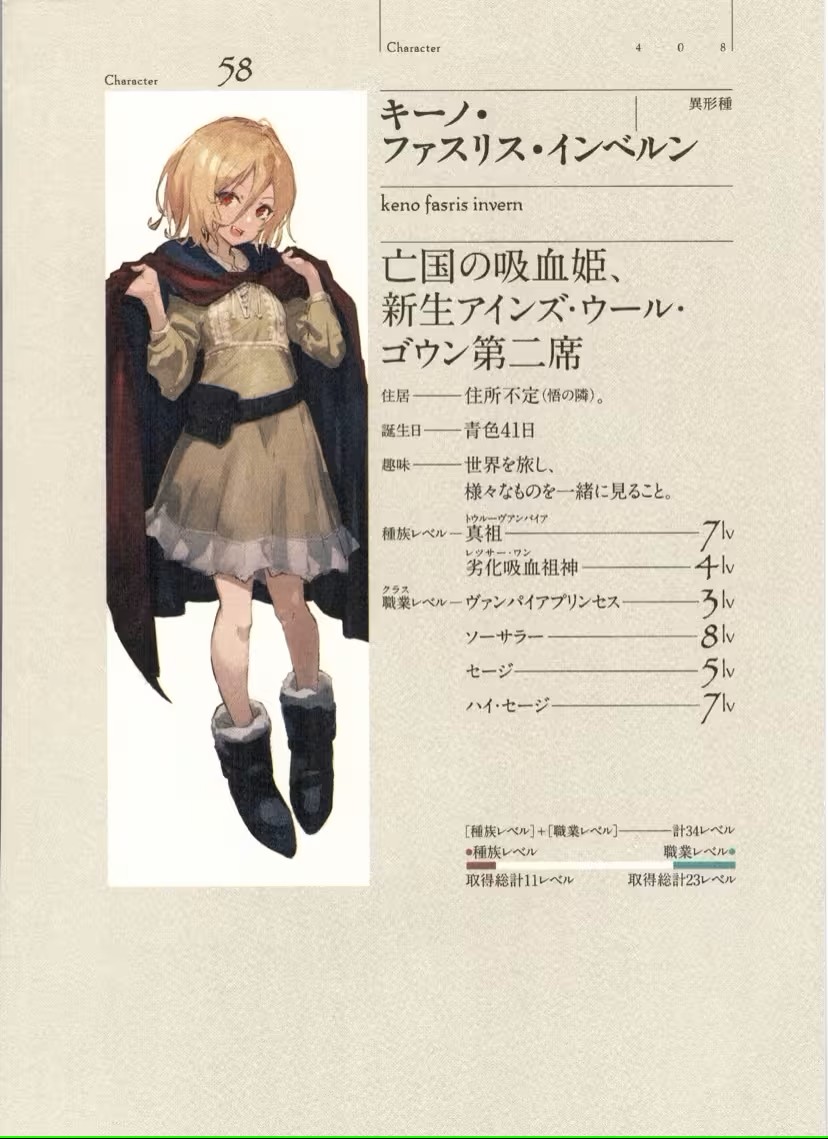 Character 408
Character 58
キーノ・
ファスリス・インベルン
異形種
keno fasris invern
亡国の吸血姫、
新生アインズ・ウール・
ゴウン第二席
住居 住所不定(悟の隣)。
誕生日 青色41日
趣味 世界を旅し、
様々なものを一緒に見ること。
トゥルーヴァンパイア
種族レベル 真祖 7lv
レッサー・ワン
劣化吸血祖神 4lv
クラス
職業レベル ヴァンパイアプリンセス 3lv
ソーサラー 8lv
セージ 5lv
ハイ・セージ 7lv
[種族レベル]+[職業レベル] 計34レベル
種族レベル 職業レベル
取得総計11レベル 取得総計23レベル